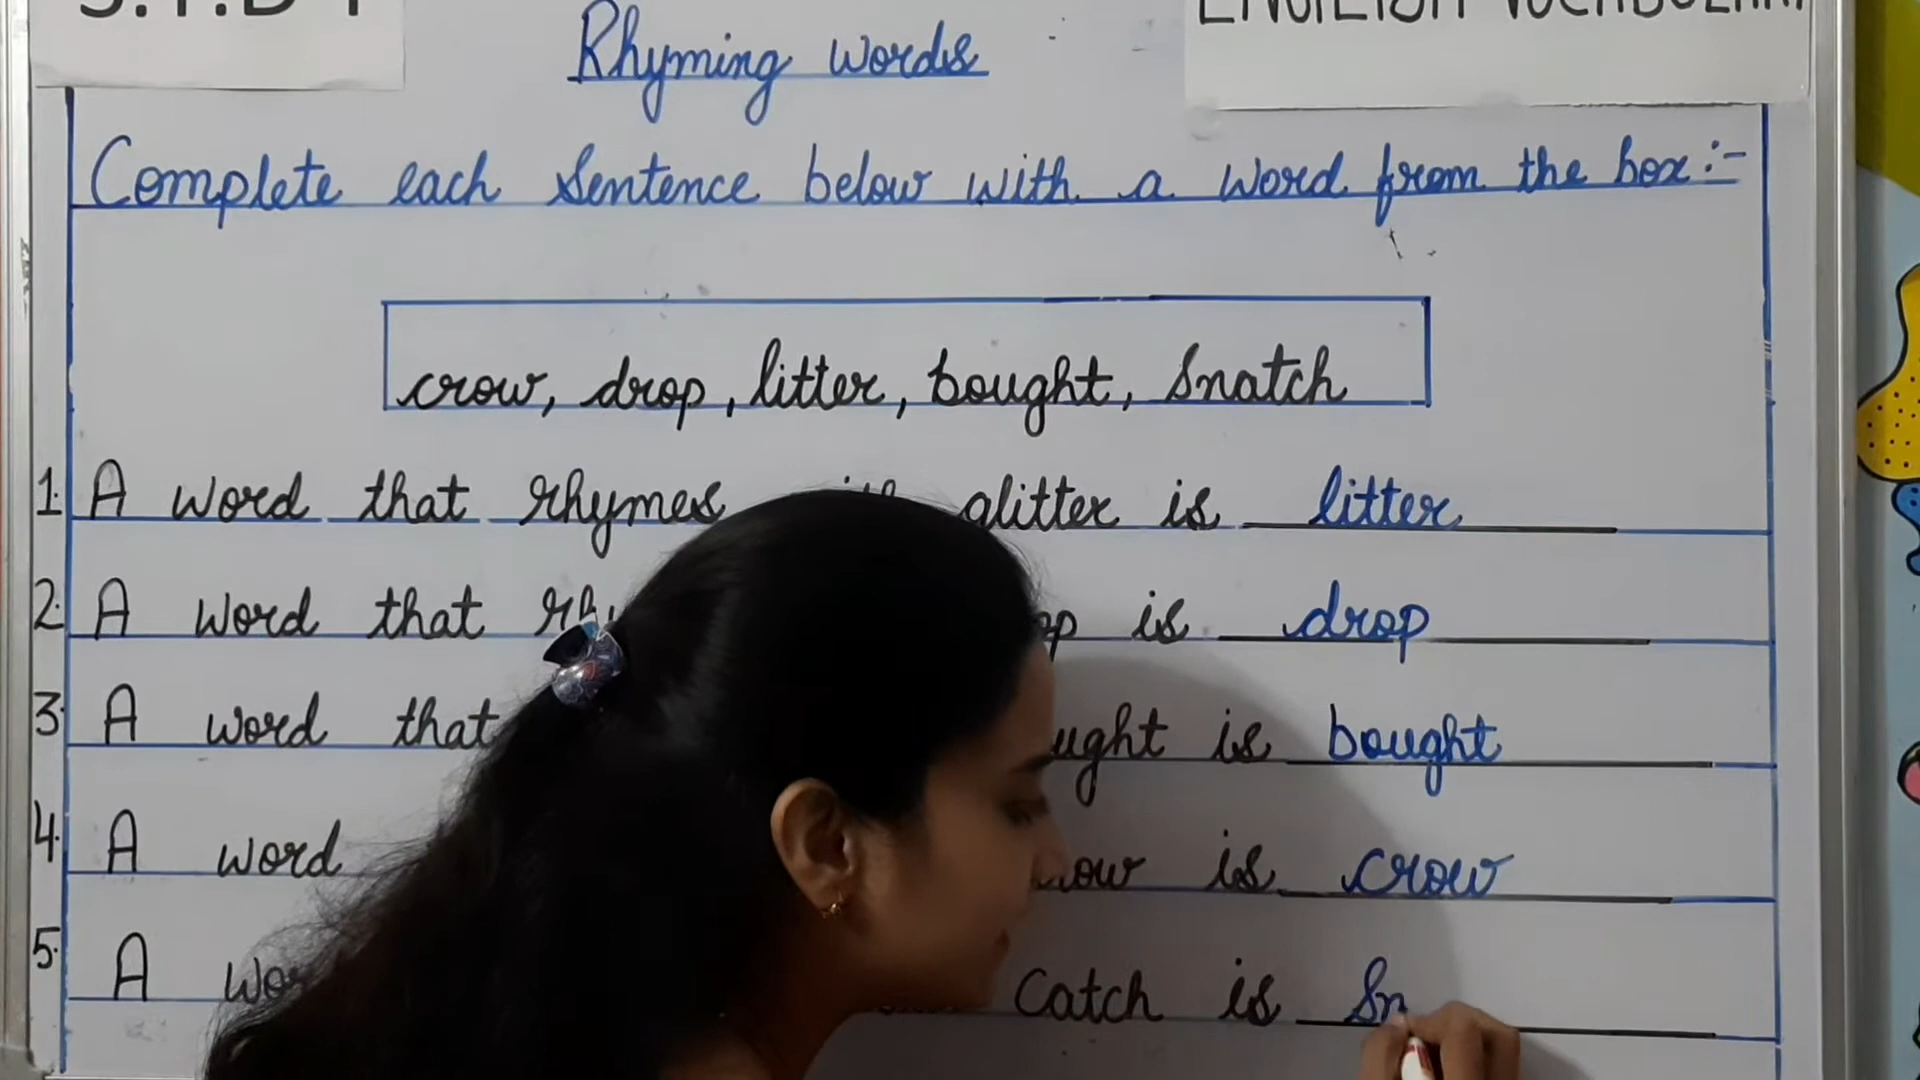 Rhyming words
Complete each Sentence below with a word from the box:-
crow, drop, litter, bought, Snatch
1. A word that rhymes glitter is litter
2. A word that is drop
3. A word that is bought
4. A word is crow
5. A Catch is Sn